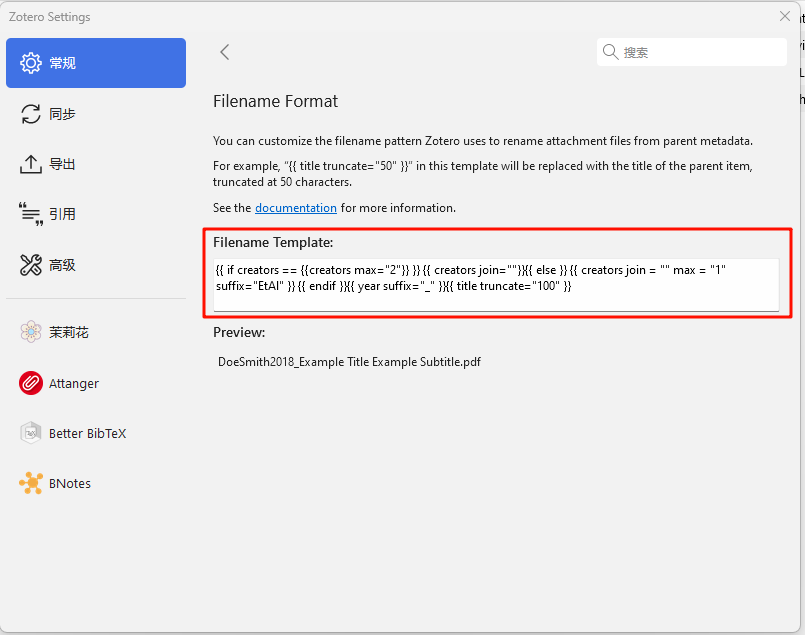 Zotero Settings
常规
搜索
同步
导出
引用
高级
茉莉花
Attanger
Better BibTeX
BNotes
Filename Format
You can customize the filename pattern Zotero uses to rename attachment files from parent metadata.
For example, “{{ title truncate="50" }}” in this template will be replaced with the title of the parent item,
truncated at 50 characters.
See the documentation for more information.
Filename Template:
{{ if creators == {{creators max="2"}} }} {{ creators join=""}}{{ else }} {{ creators join = "" max = "1"
suffix="EtAl" }} {{ endif }}{{ year suffix="_" }}{{ title truncate="100" }}
Preview:
DoeSmith2018_Example Title Example Subtitle.pdf